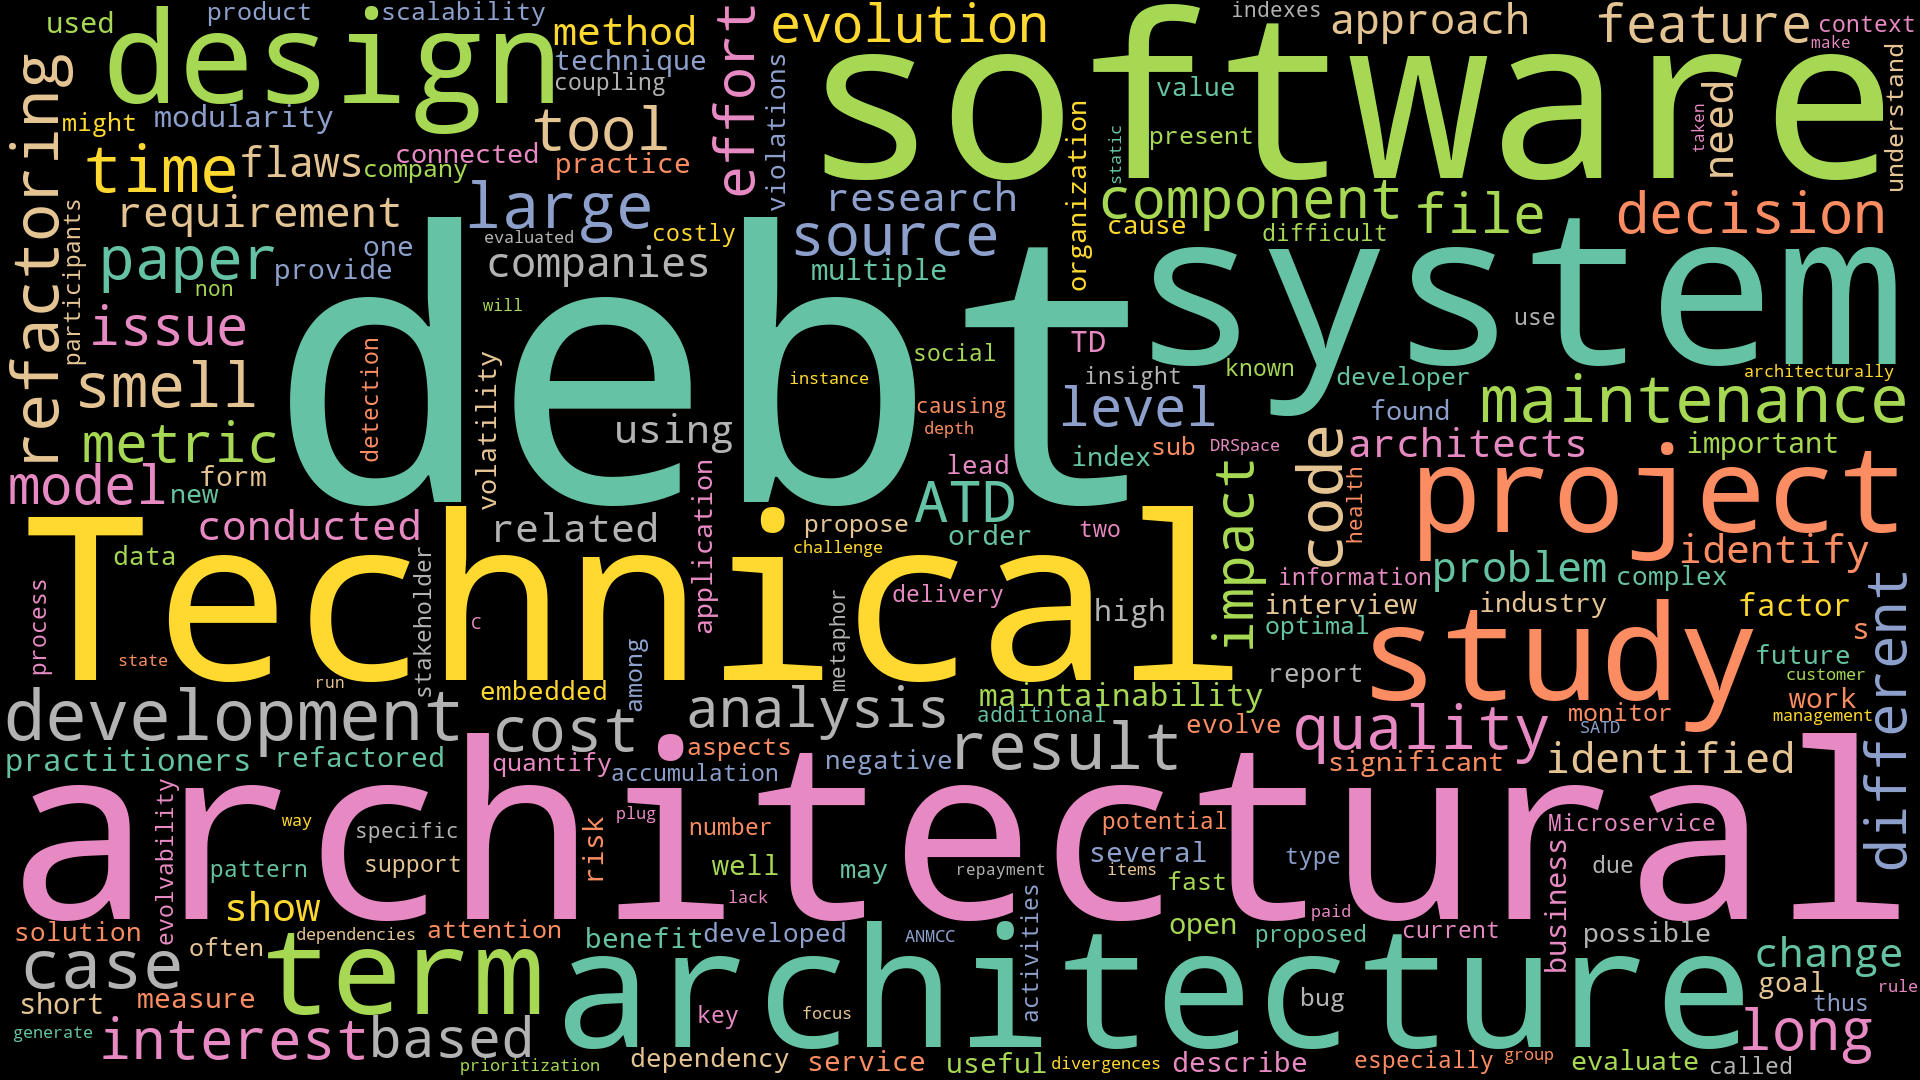 used
product
scalability
design
method
technique
coupling
effort
violations
evolution
software
indexes
approach
feature
context
make
understand
need
taken
value
present
static
organization
refactoring
might
modularity
time
flaws
company
connected
tool
practice
requirement
participants
large
research
source
component
file
decision
cause
difficult
paper
one
provide
non
evaluated
costly
companies
multiple
system
use
debt
will
issue
smell
metric
model
new
form
detection
volatility
using
instance
social
causing
depth
TD
insight
known
developer
architecturally
level
found
maintenance
index
sub
DRSpace
architects
important
lead
ATD
order
two
impact
code
health
project
identify
conducted
related
application
propose
challenge
data
Technical
process
state
stakeholder
run
C
among
metaphor
delivery
high
information
problem
complex
interview
industry
factor
optimal
s
study
different
report
future
customer
work
management
monitor
SATD
development
embedded
cost
analysis
maintainability
additional
evolve
quality
result
significant
identified
practitioners
refactored
quantify
aspects
accumulation
negative
architectural
evolvability
way
specific
pattern
support
risk
plug
number
well
may
lack
repayment
potential
several
items
fast
type
Microservice
due
business
show
solution
often
dependencies
attention
term
case
short
measure
generate
interest
based
benefit
developed
ANMCC
architecture
activities
open
paid
proposed
current
possible
change
goal
rule
thus
long
key
focus
bug
prioritization
dependency
service
useful
divergences
describe
especially
group
evaluate
called